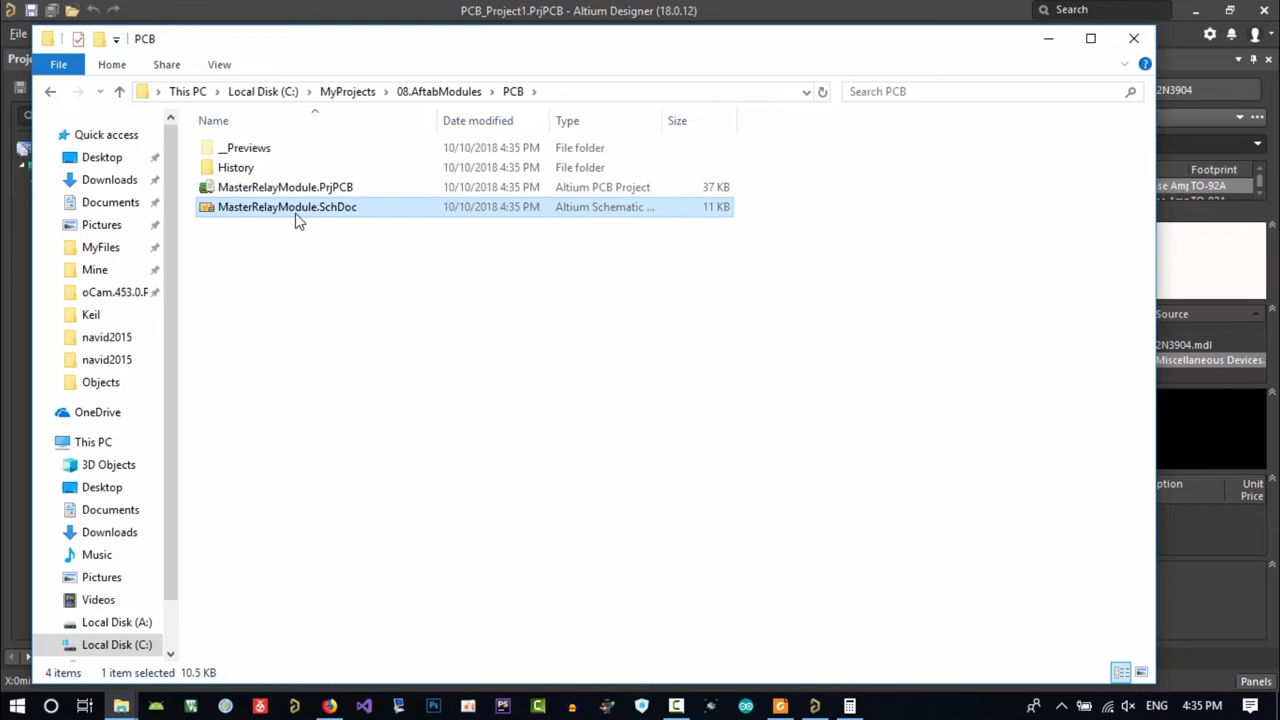 PCB_Project1.PrjPCB - Altium Designer (18.0.12)
Search
File
PCB
Proje
File
Home
Share
View
This PC
Local Disk (C:)
MyProjects
08.AftabModules
PCB
Search PCB
2N3904
Name
Date modified
Type
Size
Quick access
Desktop
Downloads
Documents
Pictures
MyFiles
Mine
oCam.453.0.F
Keil
navid2015
navid2015
Objects
OneDrive
This PC
3D Objects
Desktop
Documents
Downloads
Music
Pictures
Videos
Local Disk (A:)
Local Disk (C:)
__Previews 10/10/2018 4:35 PM File folder
History 10/10/2018 4:35 PM File folder
MasterRelayModule.PrjPCB 10/10/2018 4:35 PM Altium PCB Project 37 KB
MasterRelayModule.SchDoc 10/10/2018 4:35 PM Altium Schematic ... 11 KB
Footprint
se Amp TO-92A
TO-92A
Source
2N3904.mdl
Miscellaneous Devices.
ption
Unit
Price
4 items
1 item selected 10.5 KB
Panels
ENG
4:35 PM